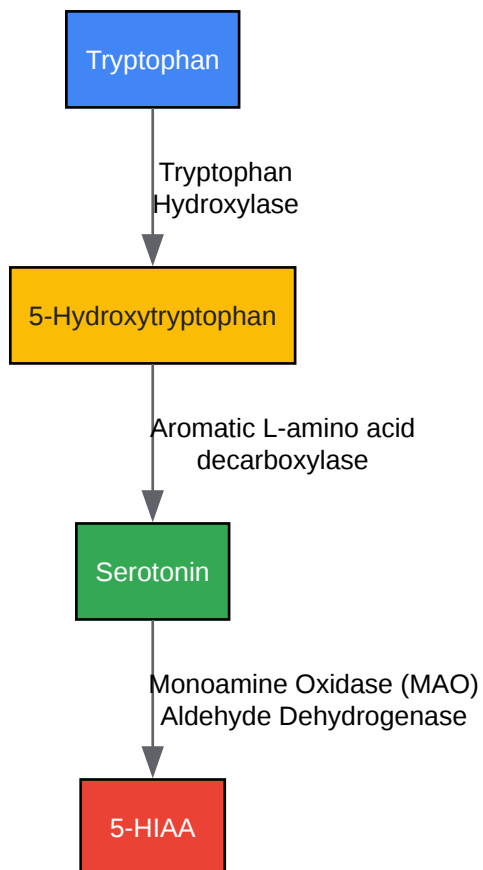 Tryptophan
Tryptophan
Hydroxylase
5-Hydroxytryptophan
Aromatic L-amino acid
decarboxylase
Serotonin
Monoamine Oxidase (MAO)
Aldehyde Dehydrogenase
5-HIAA